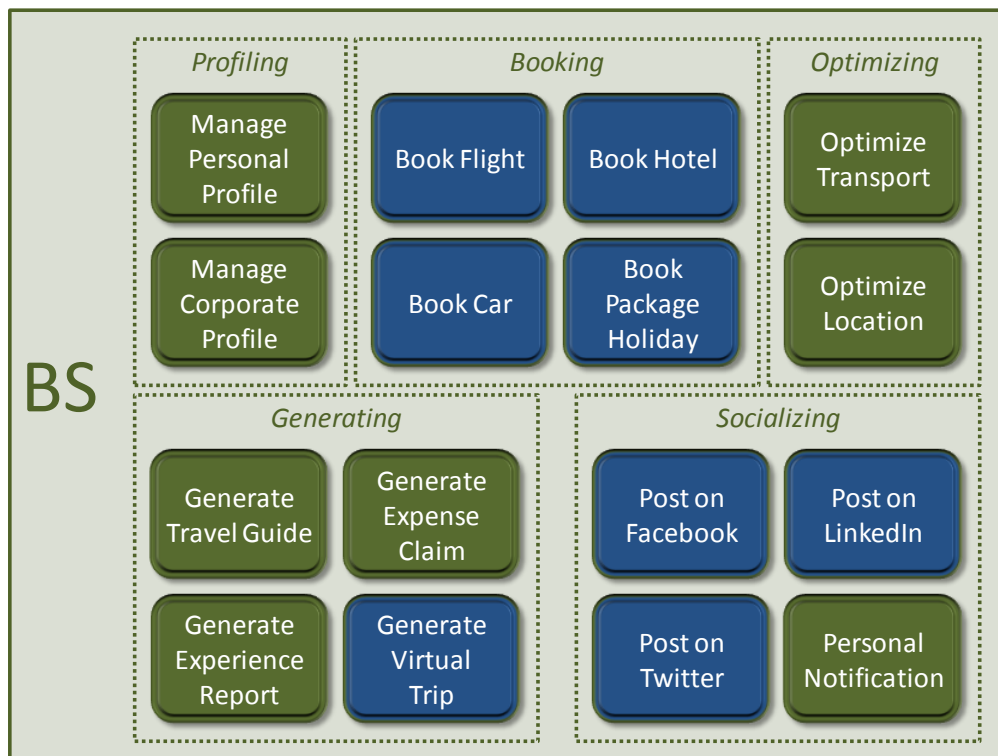 BS
Profiling
Manage
Personal
Profile
Manage
Corporate
Profile
Booking
Book Flight
Book Hotel
Book Car
Book
Package
Holiday
Optimizing
Optimize
Transport
Optimize
Location
Generating
Generate
Travel Guide
Generate
Expense
Claim
Generate
Experience
Report
Generate
Virtual
Trip
Socializing
Post on
Facebook
Post on
LinkedIn
Post on
Twitter
Personal
Notification